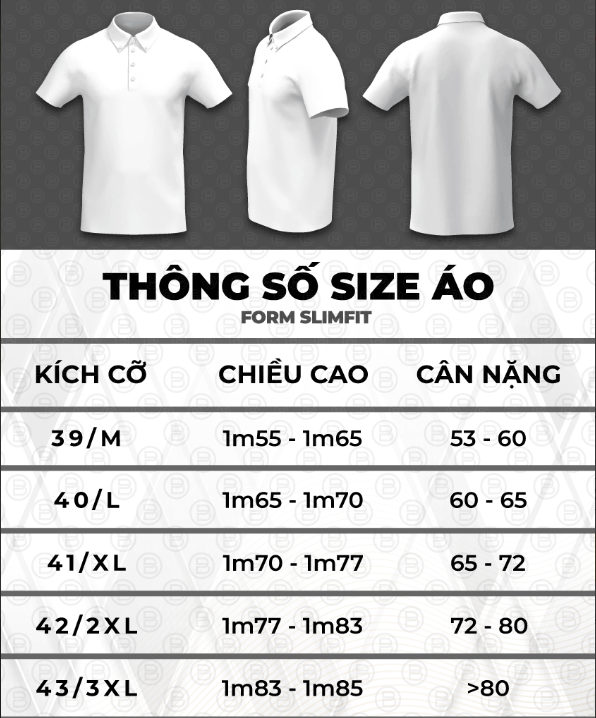 THÔNG SỐ SIZE ÁO
FORM SLIMFIT
KÍCH CỠ CHIỀU CAO CÂN NẶNG
39/M 1m55 - 1m65 53 - 60
40/L 1m65 - 1m70 60 - 65
41/XL 1m70 - 1m77 65 - 72
42/2XL 1m77 - 1m83 72 - 80
43/3XL 1m83 - 1m85 >80